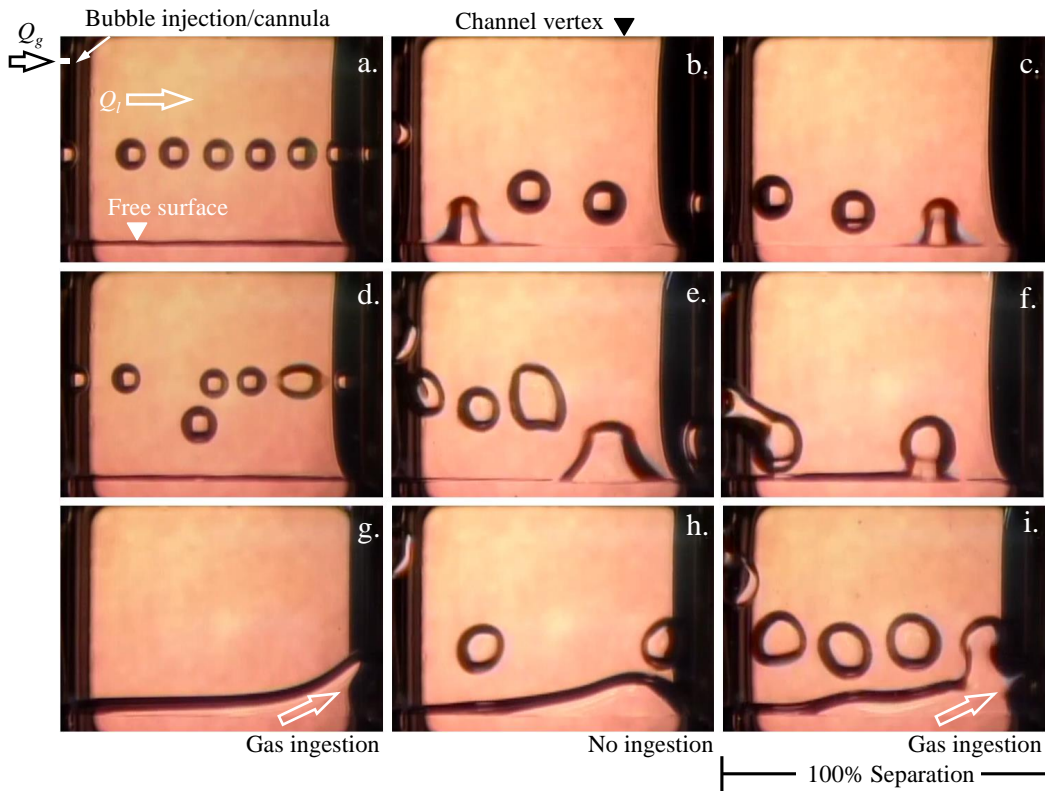 Bubble injection/cannula
Channel vertex
Q_g
a.
b.
c.
Q_l
Free surface
d.
e.
f.
g.
h.
i.
Gas ingestion
No ingestion
Gas ingestion
100% Separation